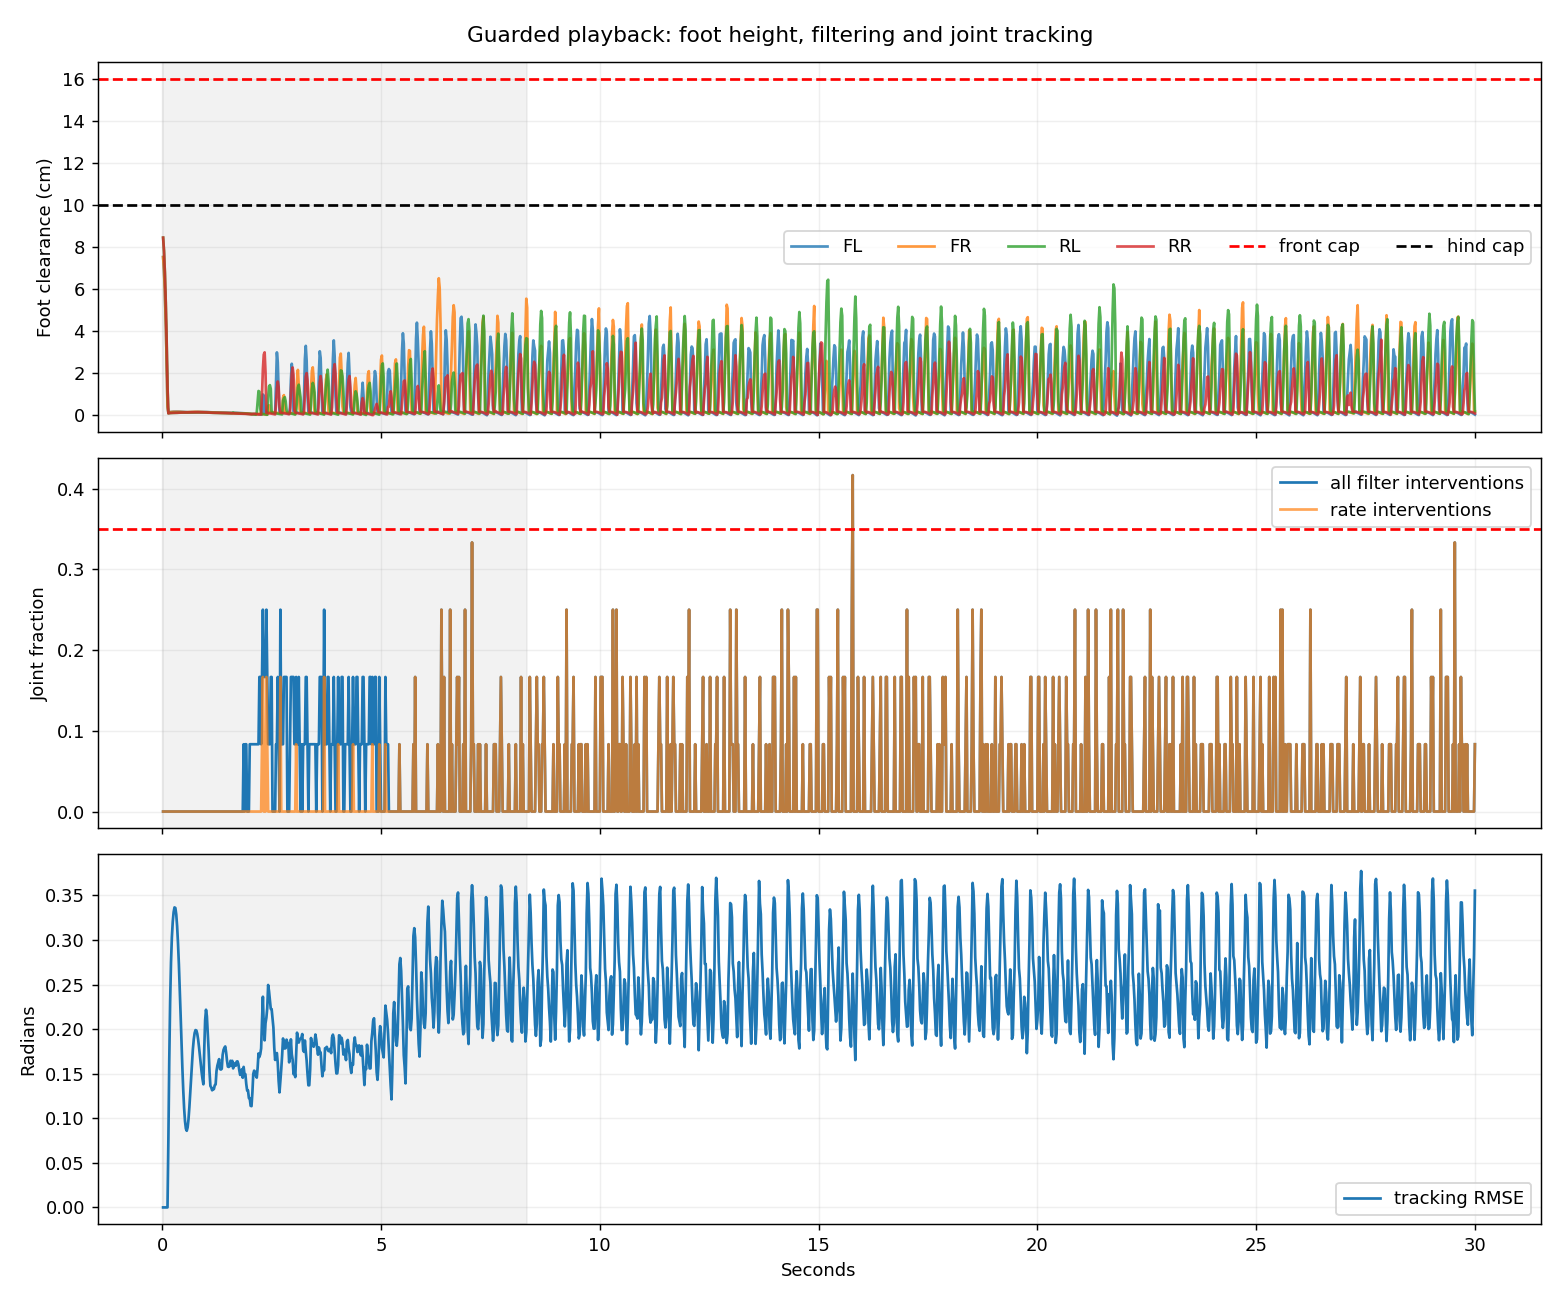 Guarded playback: foot height, filtering and joint tracking
Foot clearance (cm)
16
14
12
10
8
6
4
2
0
FL FR RL RR front cap hind cap
Joint fraction
0.4
0.3
0.2
0.1
0.0
all filter interventions
rate interventions
Radians
0.35
0.30
0.25
0.20
0.15
0.10
0.05
0.00
tracking RMSE
0 5 10 15 20 25 30
Seconds